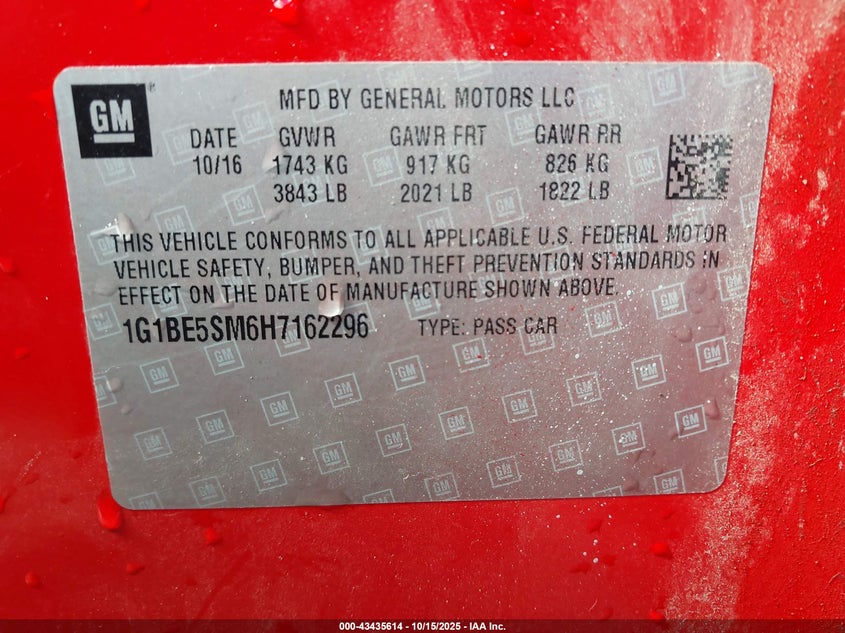 GM ® MFD BY GENERAL MOTORS LLC
DATE GVWR GAWR FRT GAWR RR
10/16 1743 KG 917 KG 826 KG
3843 LB 2021 LB 1822 LB
THIS VEHICLE CONFORMS TO ALL APPLICABLE U.S. FEDERAL MOTOR
VEHICLE SAFETY, BUMPER, AND THEFT PREVENTION STANDARDS IN
EFFECT ON THE DATE OF MANUFACTURE SHOWN ABOVE.
1G1BE5SM6H7162296 TYPE: PASS CAR
000-43435614 - 10/15/2025 - IAA Inc.